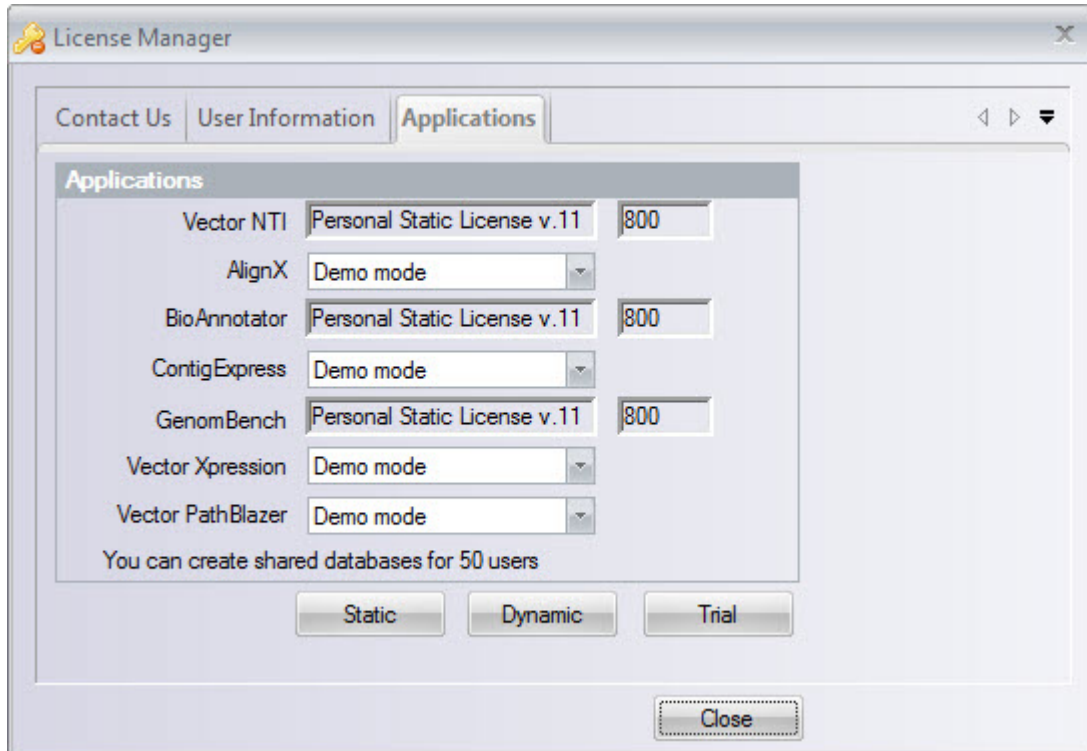 License Manager
Contact Us User Information Applications
Applications
Vector NTI Personal Static License v.11 800
AlignX Demo mode
BioAnnotator Personal Static License v.11 800
ContigExpress Demo mode
GenomBench Personal Static License v.11 800
Vector Xpression Demo mode
Vector PathBlazer Demo mode
You can create shared databases for 50 users
Static Dynamic Trial
Close